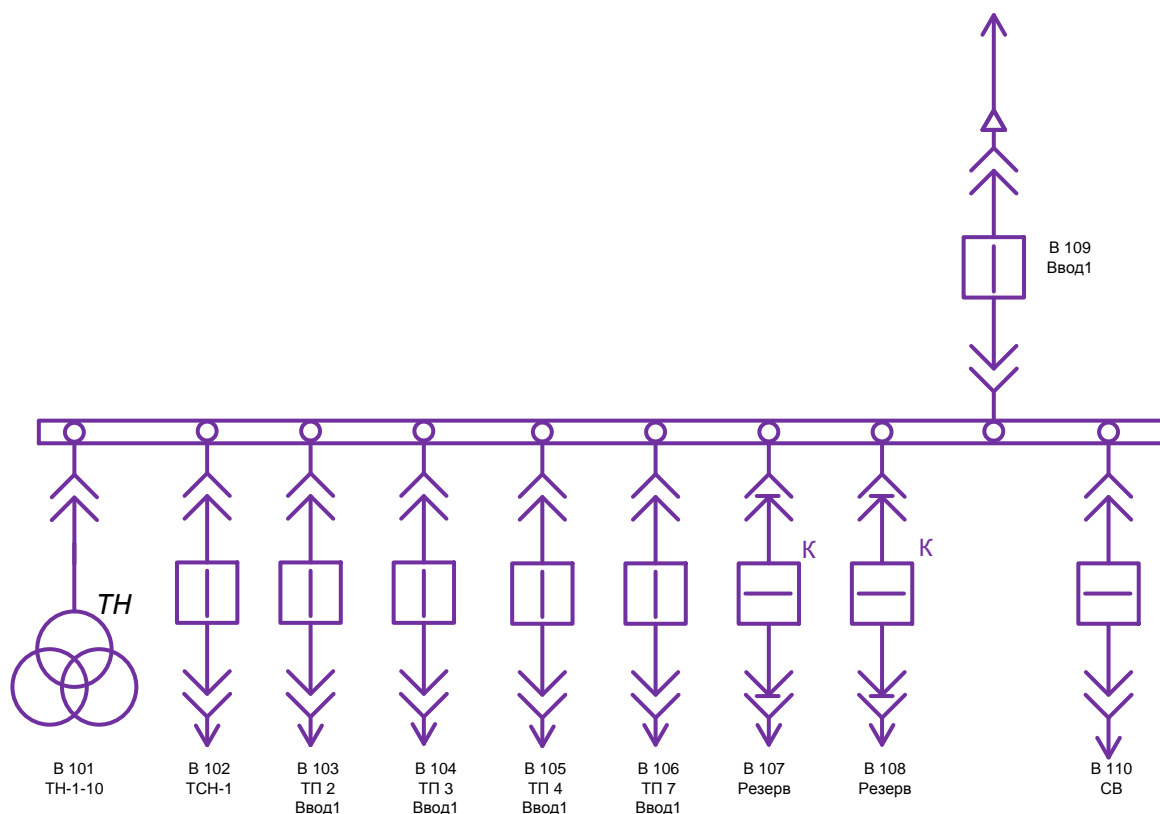 В 109
Ввод1
К
К
ТН
В 101
ТН-1-10
В 102
ТСН-1
В 103
ТП 2
Ввод1
В 104
ТП 3
Ввод1
В 105
ТП 4
Ввод1
В 106
ТП 7
Ввод1
В 107
Резерв
В 108
Резерв
В 110
СВ